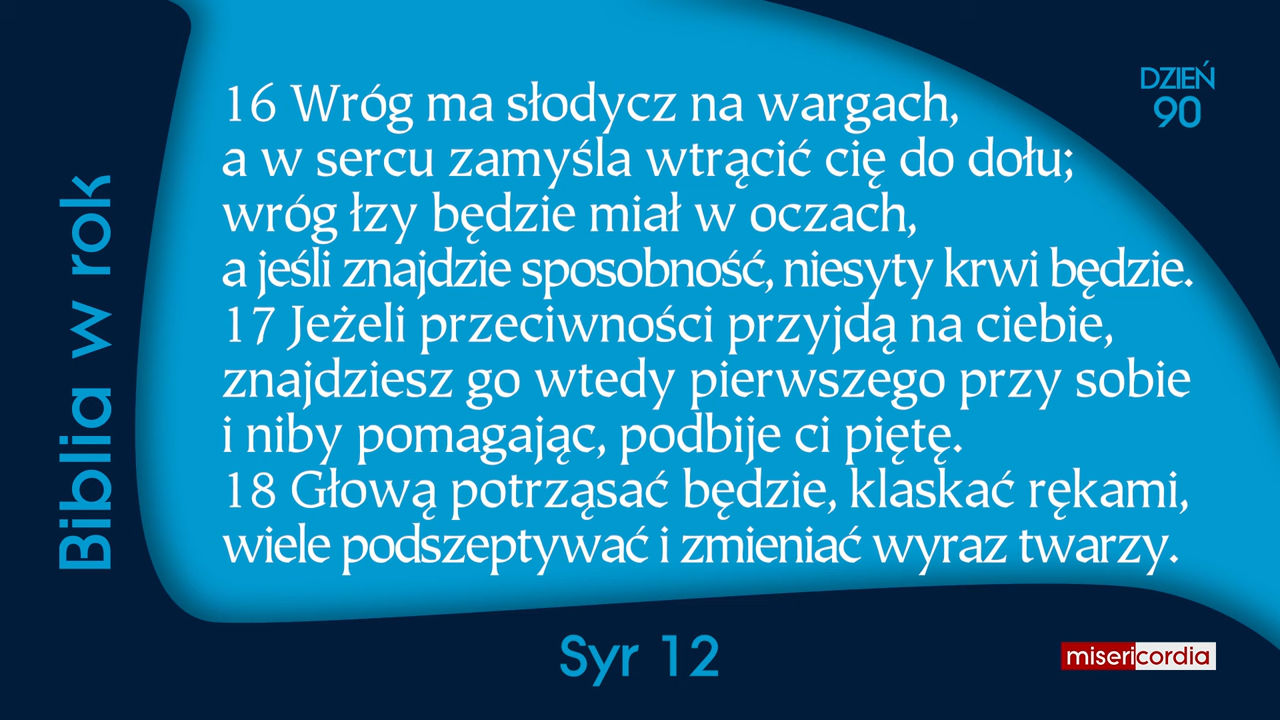 DZIEŃ
90
Biblia w rok
16 Wróg ma słodycz na wargach,
a w sercu zamyśla wtrącić cię do dołu;
wróg łzy będzie miał w oczach,
a jeśli znajdzie sposobność, niesyty krwi będzie.
17 Jeżeli przeciwności przyjdą na ciebie,
znajdziesz go wtedy pierwszego przy sobie
i niby pomagając, podbije ci piętę.
18 Głową potrząsać będzie, klaskać rękami,
wiele podszeptywać i zmieniać wyraz twarzy.
Syr 12
misericordia